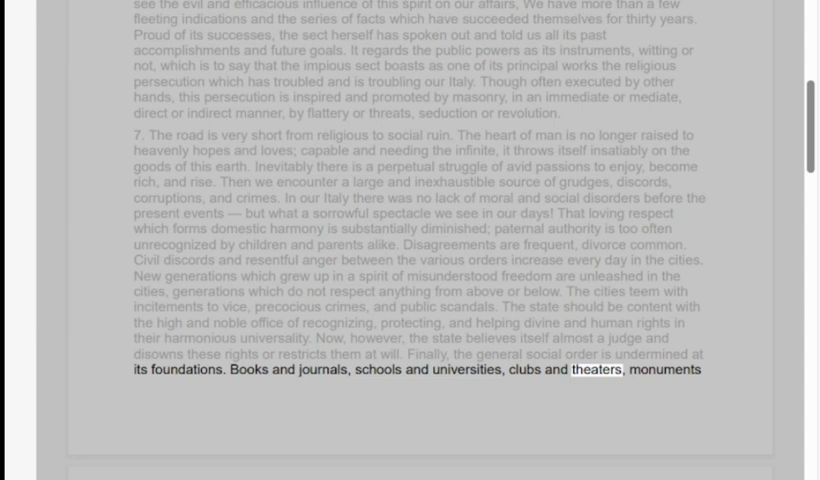 see the evil and efficacious influence of this spirit on our affairs, We have more than a few
fleeting indications and the series of facts which have succeeded themselves for thirty years.
Proud of its successes, the sect herself has spoken out and told us all its past
accomplishments and future goals. It regards the public powers as its instruments, witting or
not, which is to say that the impious sect boasts as one of its principal works the religious
persecution which has troubled and is troubling our Italy. Though often executed by other
hands, this persecution is inspired and promoted by masonry, in an immediate or mediate,
direct or indirect manner, by flattery or threats, seduction or revolution.
7. The road is very short from religious to social ruin. The heart of man is no longer raised to
heavenly hopes and loves; capable and needing the infinite, it throws itself insatiably on the
goods of this earth. Inevitably there is a perpetual struggle of avid passions to enjoy, become
rich, and rise. Then we encounter a large and inexhaustible source of grudges, discords,
corruptions, and crimes. In our Italy there was no lack of moral and social disorders before the
present events — but what a sorrowful spectacle we see in our days! That loving respect
which forms domestic harmony is substantially diminished; paternal authority is too often
unrecognized by children and parents alike. Disagreements are frequent, divorce common.
Civil discords and resentful anger between the various orders increase every day in the cities.
New generations which grew up in a spirit of misunderstood freedom are unleashed in the
cities, generations which do not respect anything from above or below. The cities teem with
incitements to vice, precocious crimes, and public scandals. The state should be content with
the high and noble office of recognizing, protecting, and helping divine and human rights in
their harmonious universality. Now, however, the state believes itself almost a judge and
disowns these rights or restricts them at will. Finally, the general social order is undermined at
its foundations. Books and journals, schools and universities, clubs and theaters, monuments